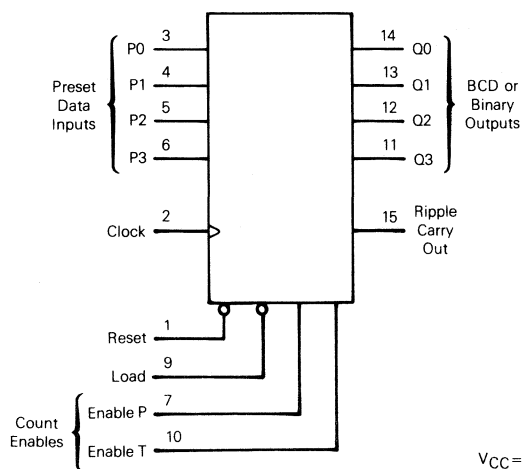 Preset
Data
Inputs
P0
3
P1
4
P2
5
P3
6
Clock
2
14
Q0
13
Q1
12
Q2
11
Q3
BCD or
Binary
Outputs
15
Ripple
Carry
Out
Reset
1
Load
9
Count
Enables
Enable P
7
Enable T
10
VCC=